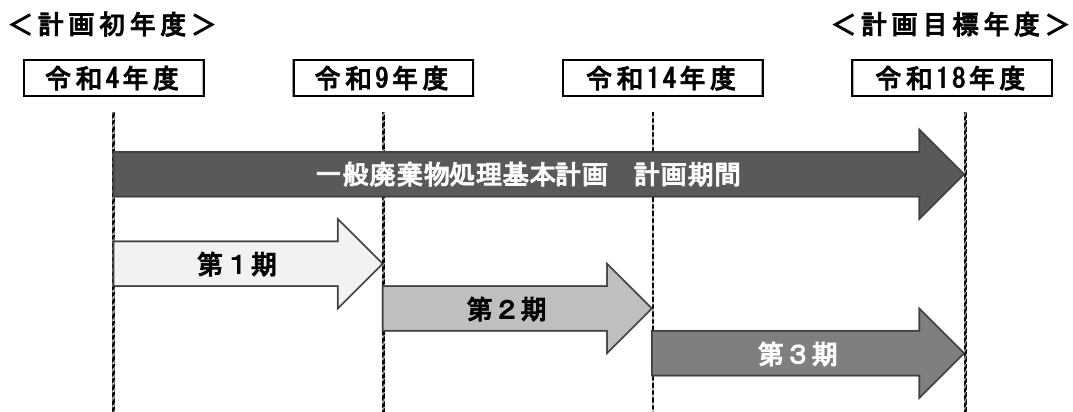 ＜計画初年度＞
＜計画目標年度＞
令和4年度
令和9年度
令和14年度
令和18年度
一般廃棄物処理基本計画　計画期間
第１期
第２期
第３期